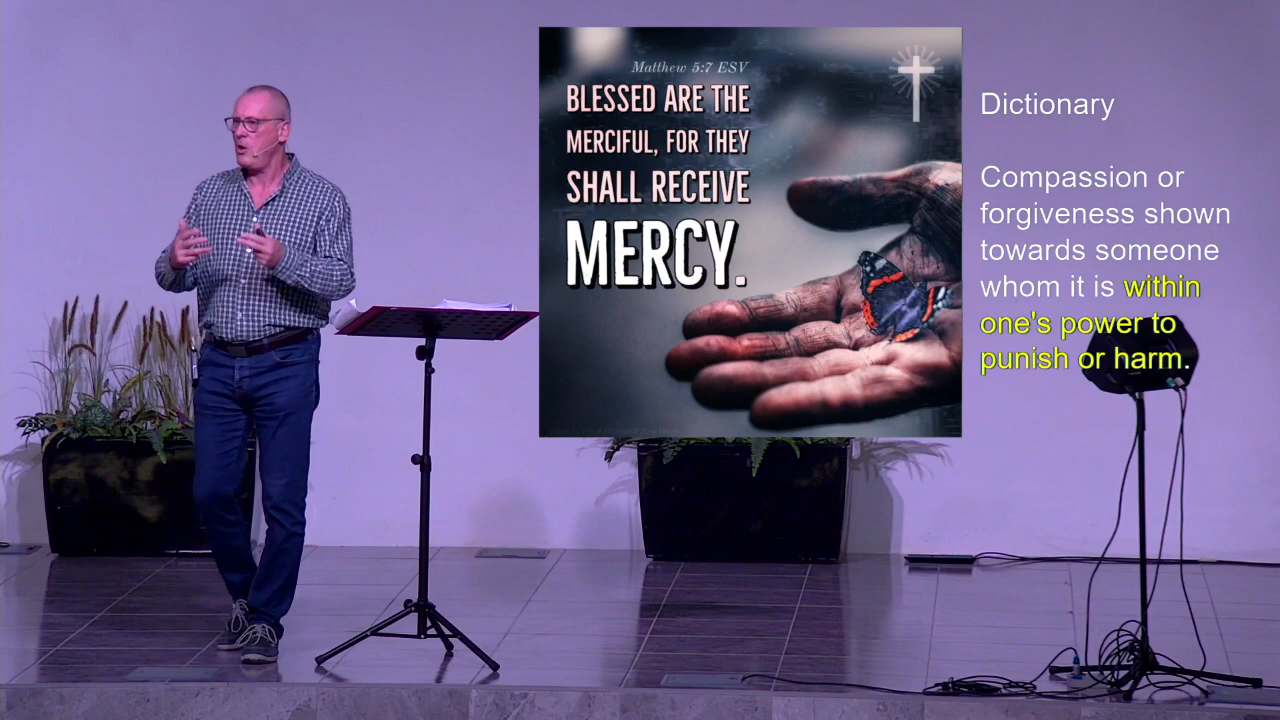 Matthew 5:7 ESV
BLESSED ARE THE
MERCIFUL, FOR THEY
SHALL RECEIVE
MERCY.
Dictionary
Compassion or
forgiveness shown
towards someone
whom it is within
one's power to
punish or harm.